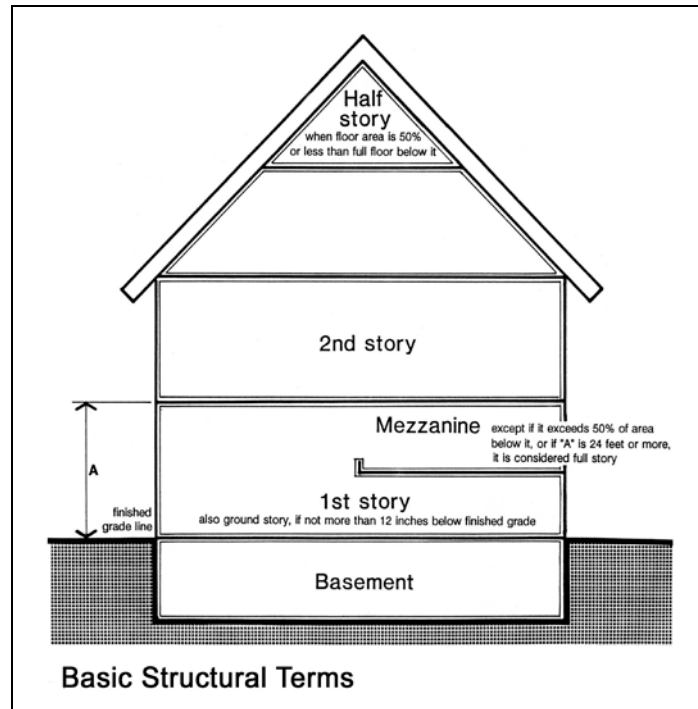 Half
story
when floor area is 50%
or less than full floor below it
2nd story
Mezzanine
except if it exceeds 50% of area
below it, or if "A" is 24 feet or more,
it is considered full story
A
finished
grade line
1st story
also ground story, if not more than 12 inches below finished grade
Basement
Basic Structural Terms